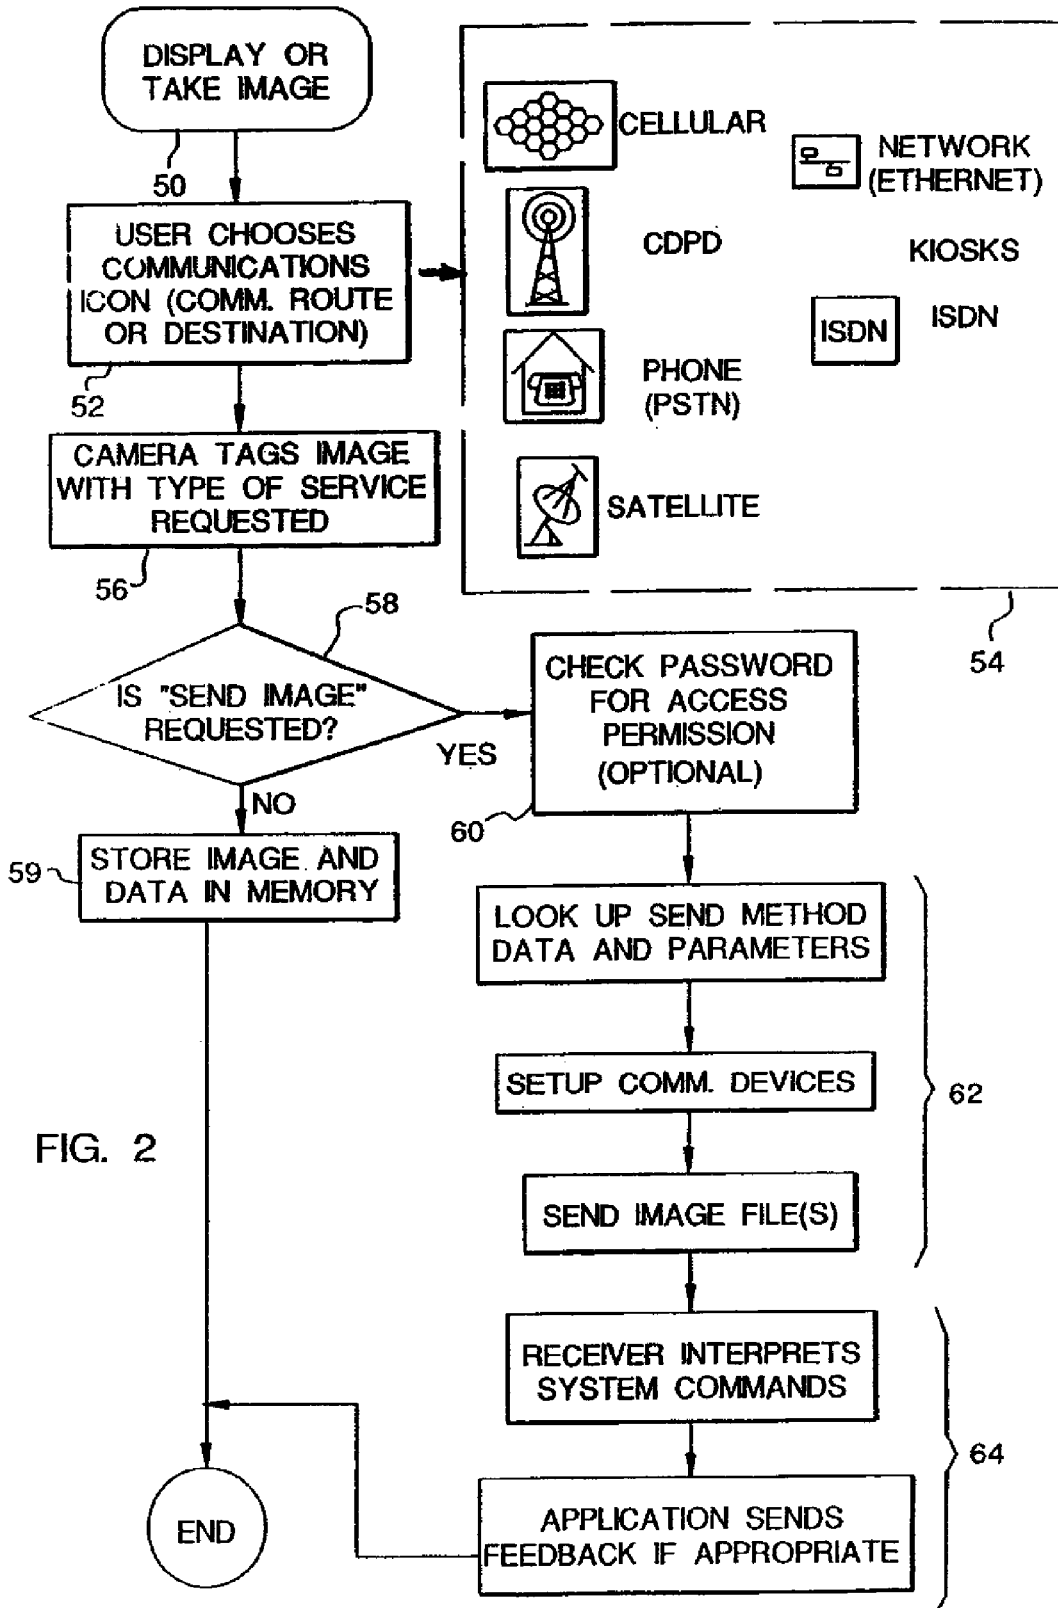 DISPLAY OR
TAKE IMAGE
50
USER CHOOSES
COMMUNICATIONS
ICON (COMM. ROUTE
OR DESTINATION)
52
CELLULAR
CDPD
PHONE
(PSTN)
SATELLITE
NETWORK
(ETHERNET)
KIOSKS
ISDN
ISDN
54
CAMERA TAGS IMAGE
WITH TYPE OF SERVICE
REQUESTED
56
58
IS "SEND IMAGE"
REQUESTED?
YES
NO
CHECK PASSWORD
FOR ACCESS
PERMISSION
(OPTIONAL)
60
59
STORE IMAGE AND
DATA IN MEMORY
LOOK UP SEND METHOD
DATA AND PARAMETERS
SETUP COMM. DEVICES
62
SEND IMAGE FILE(S)
FIG. 2
RECEIVER INTERPRETS
SYSTEM COMMANDS
64
APPLICATION SENDS
FEEDBACK IF APPROPRIATE
END